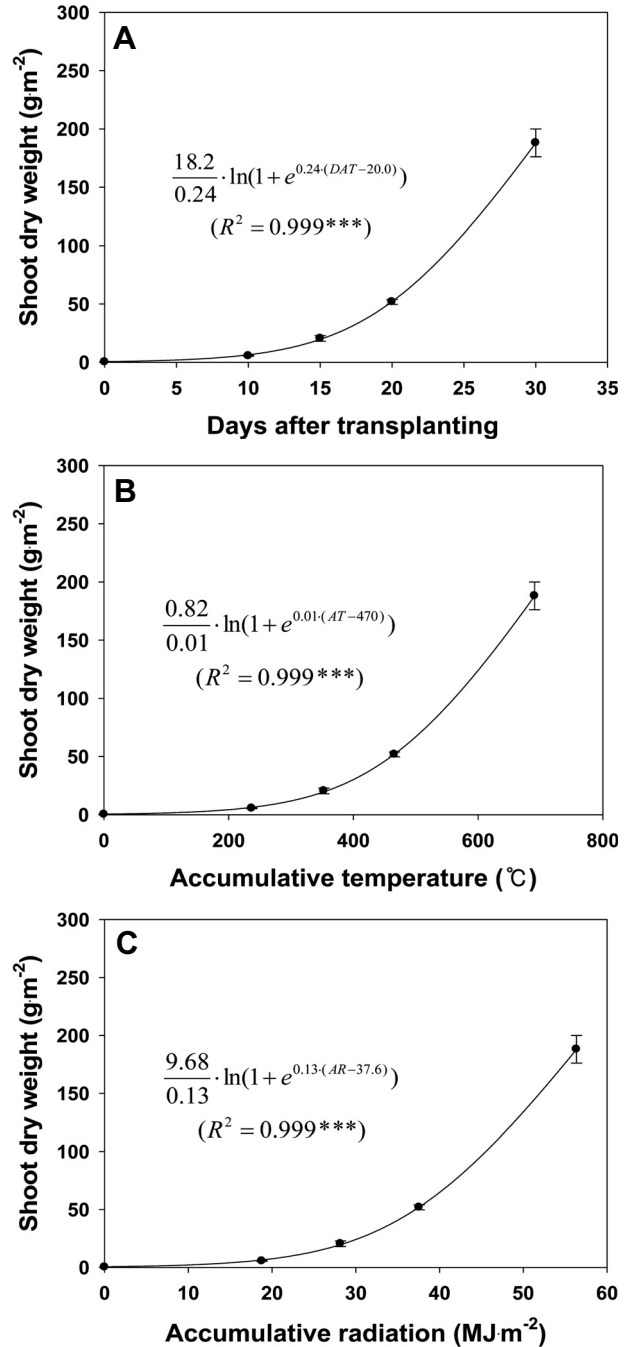 A
Shoot dry weight (g·m⁻²)
300
250
200
150
100
50
0
18.2/0.24 · ln(1 + e^{0.24·(DAT−20.0)})
(R² = 0.999***)
0 5 10 15 20 25 30 35
Days after transplanting
B
Shoot dry weight (g·m⁻²)
300
250
200
150
100
50
0
0.82/0.01 · ln(1 + e^{0.01·(AT−470)})
(R² = 0.999***)
0 200 400 600 800
Accumulative temperature (℃)
C
Shoot dry weight (g·m⁻²)
300
250
200
150
100
50
0
9.68/0.13 · ln(1 + e^{0.13·(AR−37.6)})
(R² = 0.999***)
0 10 20 30 40 50 60
Accumulative radiation (MJ·m⁻²)